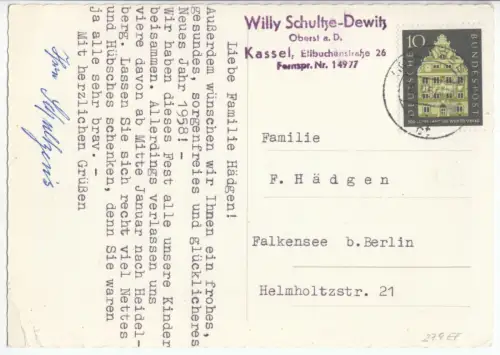 Liebe Familie Hädgen!
Außerdem wünschen wir Ihnen ein frohes,
gesundes, sorgenfreies und glückliches
Neues Jahr 1958!
Wir haben dieses Fest alle unsere Kinder
beisammen. Allerdings verlassen uns
viere davon ab Mitte Januar nach Heidel-
berg. Lassen Sie sich recht viel Nettes
und Hübsches schenken, denn Sie waren
ja alle sehr brav. -
Mit herzlichen Grüßen
Willy Schultze-Dewitz
Oberst a. D.
Kassel, Ellbuchenstraße 26
Fernspr. Nr. 14977
10
DEUTSCHE
BUNDESPOST
Familie
F. Hädgen
Falkensee b.Berlin
Helmholtzstr. 21
279 EF